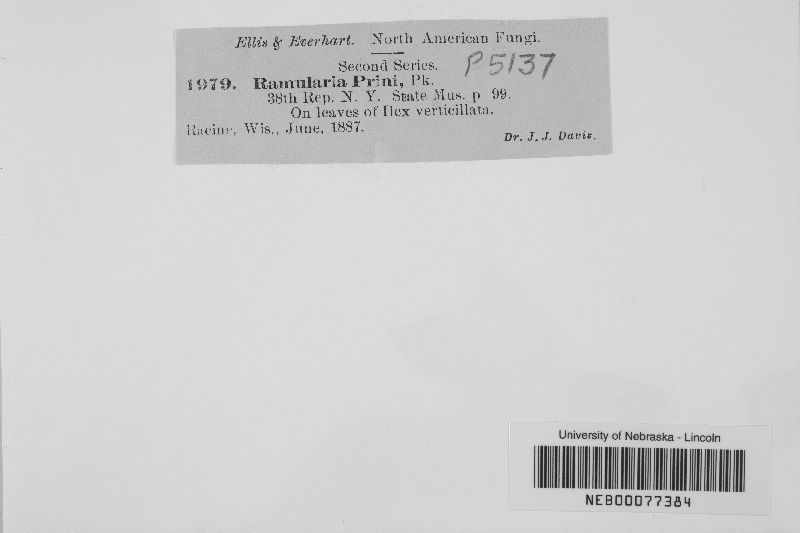 Ellis & Everhart. North American Fungi.
Second Series. P5137
1979. Ramularia Prini, Pk.
38th Rep. N. Y. State Mus. p 99.
On leaves of Ilex verticillata.
Racine, Wis., June, 1887.
Dr. J. J. Davis.
University of Nebraska - Lincoln
NEB00077384